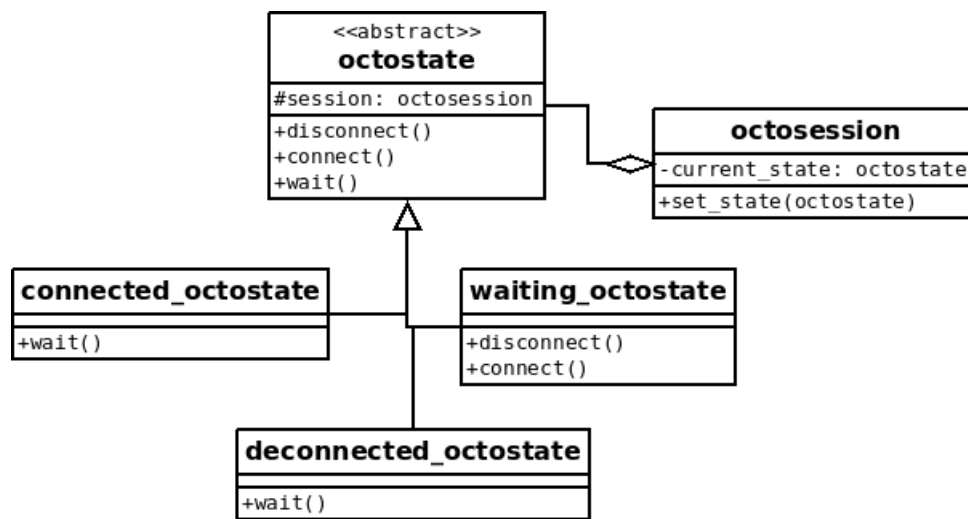 <<abstract>>
octostate
#session: octosession
+disconnect()
+connect()
+wait()
octosession
-current_state: octostate
+set_state(octostate)
connected_octostate
+wait()
waiting_octostate
+disconnect()
+connect()
deconnected_octostate
+wait()